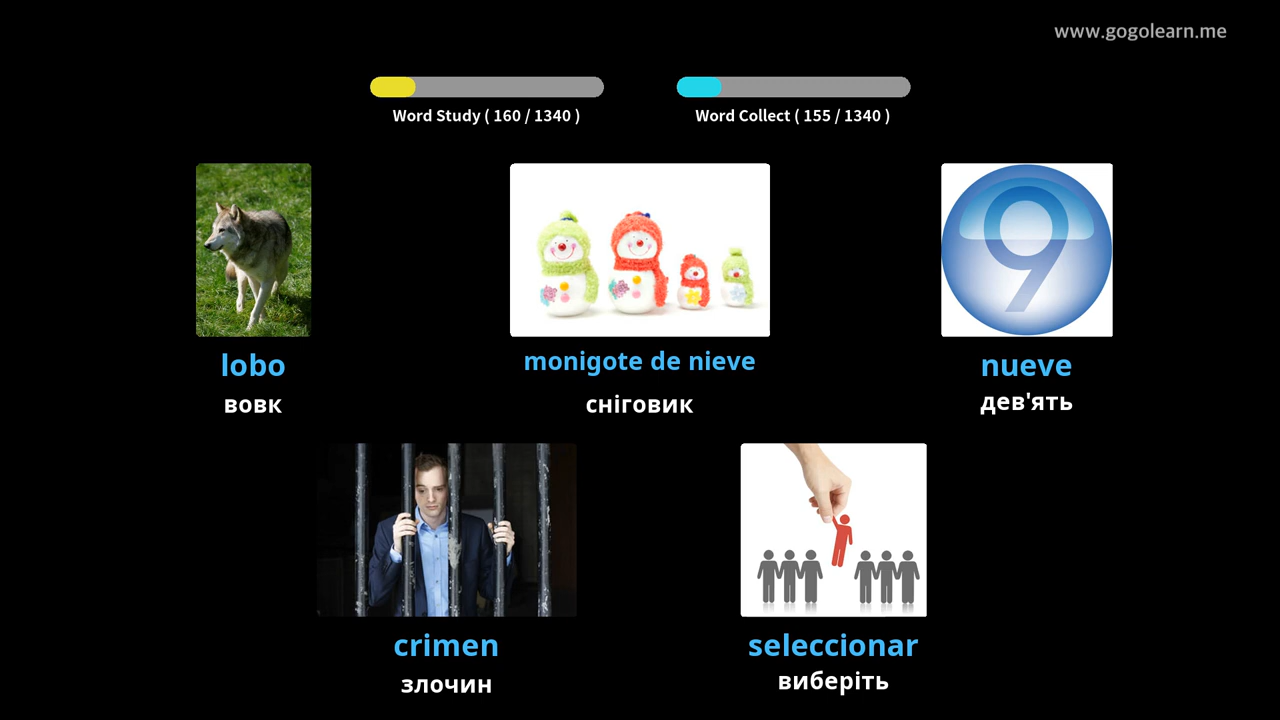 www.gogolearn.me
Word Study ( 160 / 1340 )
Word Collect ( 155 / 1340 )
9
lobo
вовк
monigote de nieve
сніговик
nueve
дев'ять
crimen
злочин
seleccionar
виберіть